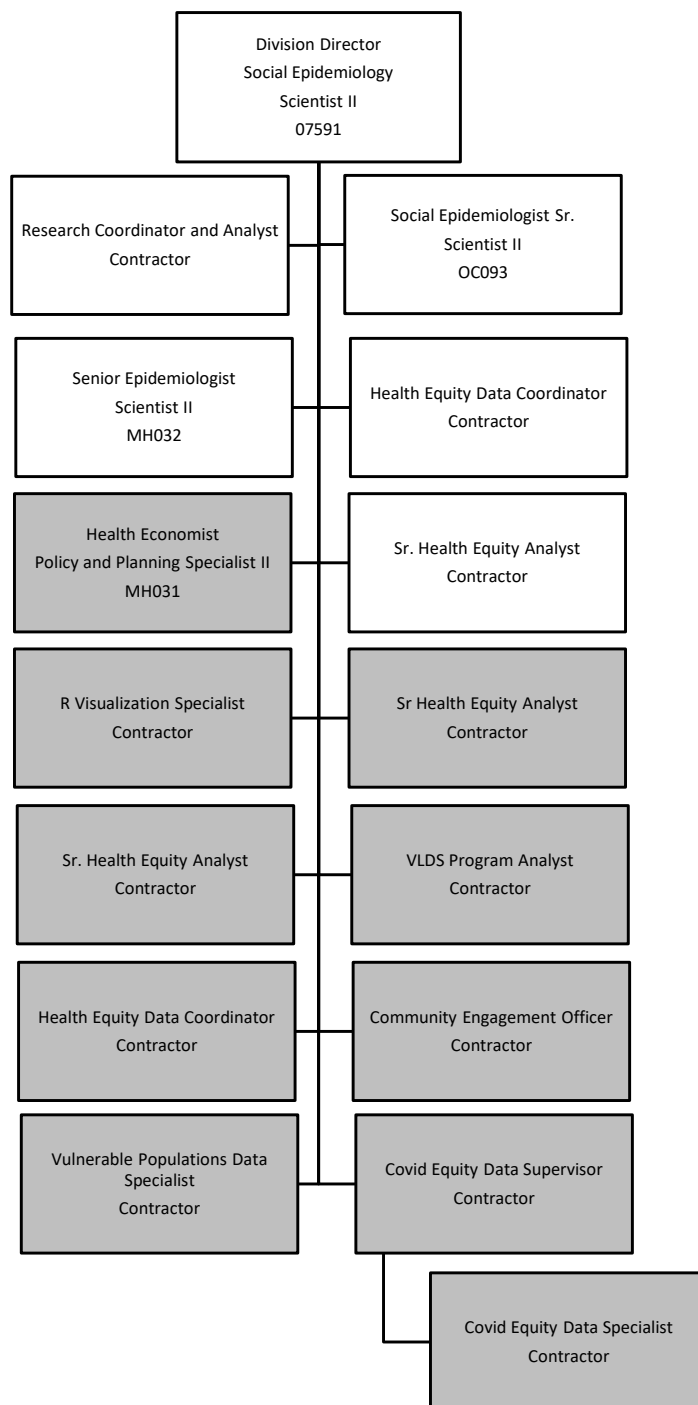 Division Director
Social Epidemiology
Scientist II
07591
Research Coordinator and Analyst
Contractor
Social Epidemiologist Sr.
Scientist II
OC093
Senior Epidemiologist
Scientist II
MH032
Health Equity Data Coordinator
Contractor
Health Economist
Policy and Planning Specialist II
MH031
Sr. Health Equity Analyst
Contractor
R Visualization Specialist
Contractor
Sr Health Equity Analyst
Contractor
Sr. Health Equity Analyst
Contractor
VLDS Program Analyst
Contractor
Health Equity Data Coordinator
Contractor
Community Engagement Officer
Contractor
Vulnerable Populations Data
Specialist
Contractor
Covid Equity Data Supervisor
Contractor
Covid Equity Data Specialist
Contractor